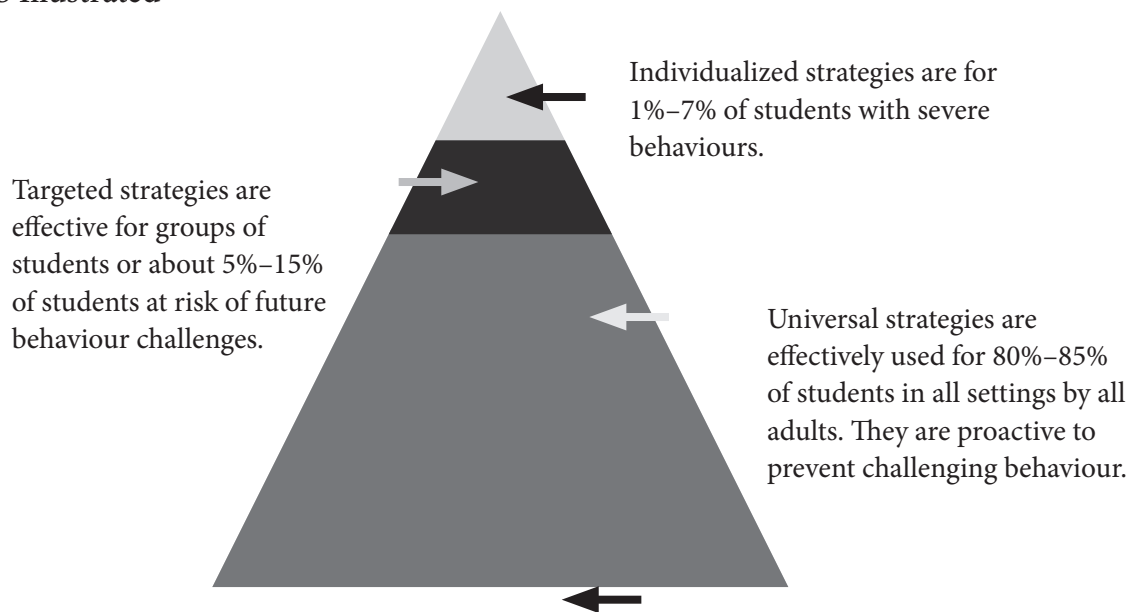 Illustrated
Individualized strategies are for
1%–7% of students with severe
behaviours.
Targeted strategies are
effective for groups of
students or about 5%–15%
of students at risk of future
behaviour challenges.
Universal strategies are
effectively used for 80%–85%
of students in all settings by all
adults. They are proactive to
prevent challenging behaviour.